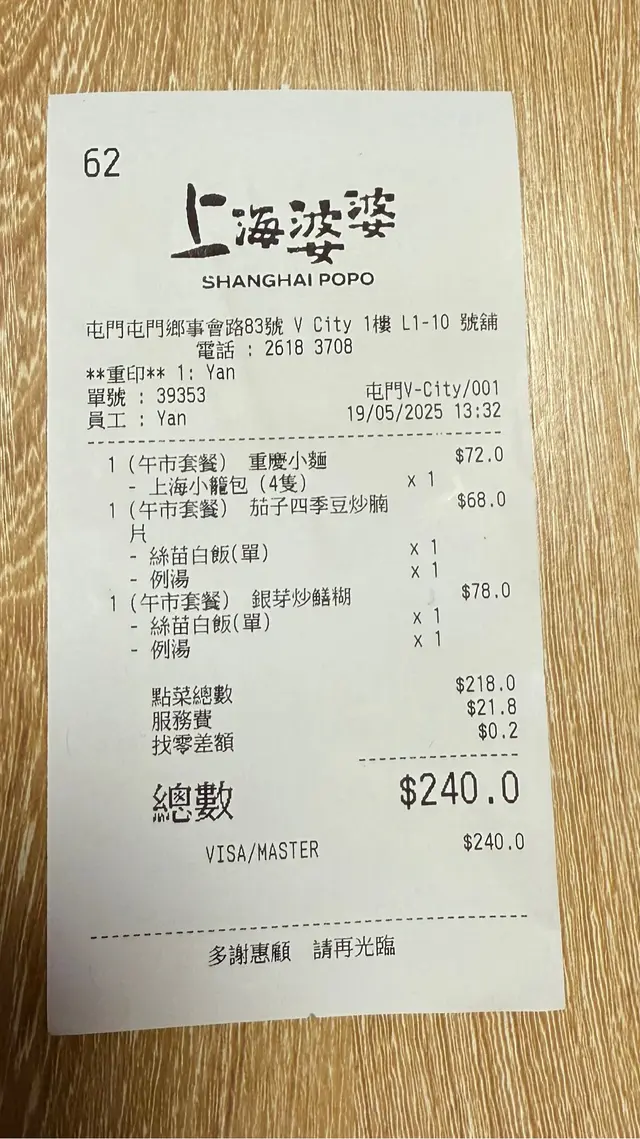 62
上海婆婆
SHANGHAI POPO
屯門屯門鄉事會路83號 V City 1樓 L1-10 號舖
電話 : 2618 3708
**重印** 1: Yan
單號 : 39353 屯門V-City/001
員工 : Yan 19/05/2025 13:32
1 (午市套餐) 重慶小麵 $72.0
- 上海小籠包 (4隻) x 1
1 (午市套餐) 茄子四季豆炒腩 $68.0
片
- 絲苗白飯(單) x 1
- 例湯 x 1
1 (午市套餐) 銀芽炒鱔糊 $78.0
- 絲苗白飯(單) x 1
- 例湯 x 1
點菜總數 $218.0
服務費 $21.8
找零差額 $0.2
總數 $240.0
VISA/MASTER $240.0
多謝惠顧 請再光臨